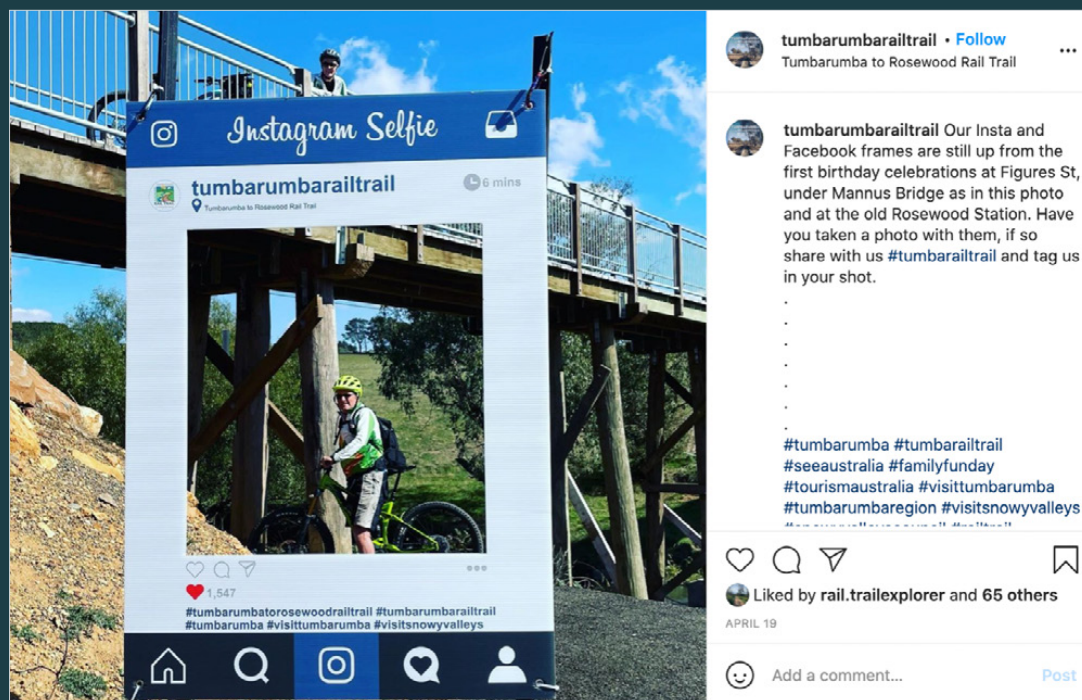 Instagram Selfie
tumbarumbarailtrail
6 mins
Tumbarumba to Rosewood Rail Trail
1,547
#tumbarumbatorosewoodrailtrail #tumbarumbarailtrail
#tumbarumba #visittumbarumba #visitsnowyvalleys
tumbarumbarailtrail • Follow
Tumbarumba to Rosewood Rail Trail
tumbarumbarailtrail Our Insta and
Facebook frames are still up from the
first birthday celebrations at Figures St,
under Mannus Bridge as in this photo
and at the old Rosewood Station. Have
you taken a photo with them, if so
share with us #tumbarailtrail and tag us
in your shot.
.
.
.
.
.
.
.
#tumbarumba #tumbarailtrail
#seeaustralia #familyfunday
#tourismaustralia #visittumbarumba
#tumbarumbaregion #visitsnowyvalleys
Liked by rail.trailexplorer and 65 others
APRIL 19
Add a comment...
Post